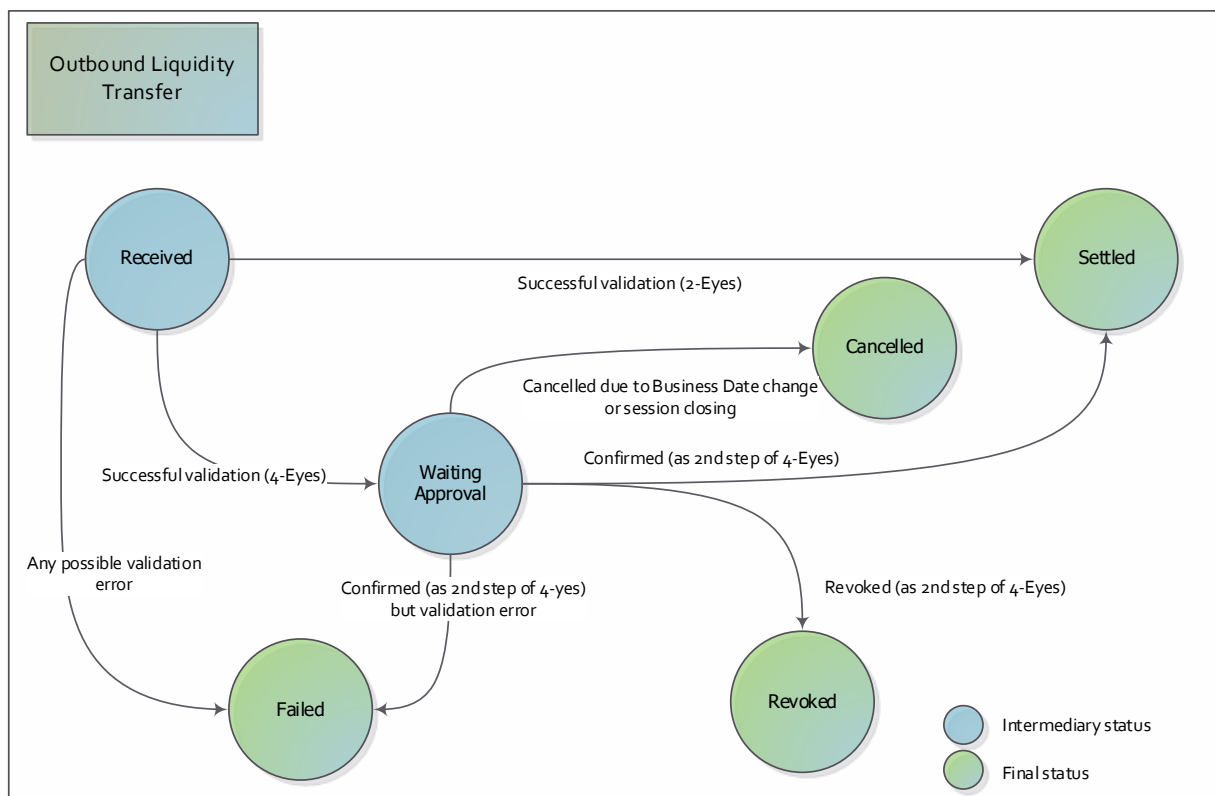 Outbound Liquidity
Transfer
Received
Settled
Successful validation (2-Eyes)
Cancelled
Cancelled due to Business Date change
or session closing
Confirmed (as 2nd step of 4-Eyes)
Successful validation (4-Eyes)
Waiting
Approval
Any possible validation
error
Confirmed (as 2nd step of 4-yes)
but validation error
Revoked (as 2nd step of 4-Eyes)
Failed
Revoked
Intermediary status
Final status